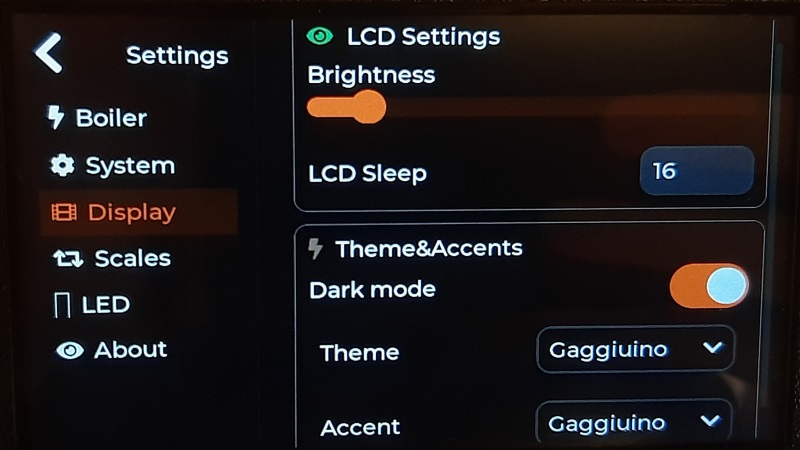 Settings
Boiler
System
Display
Scales
LED
About
LCD Settings
Brightness
LCD Sleep
16
Theme&Accents
Dark mode
Theme
Gaggiuino
Accent
Gaggiuino